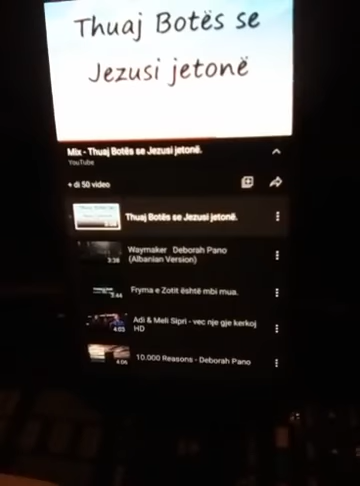 Thuaj Botës se
Jezusi jetonë
Mix - Thuaj Botës se Jezusi jetonë.
YouTube
+ di 50 video
Thuaj Botës se Jezusi jetonë.
Waymaker Deborah Pano
(Albanian Version)
3:38
Fryma e Zotit është mbi mua.
3:44
Adi & Meli Sipri - vec nje gje kerkoj
HD
4:03
10.000 Reasons - Deborah Pano
4:06